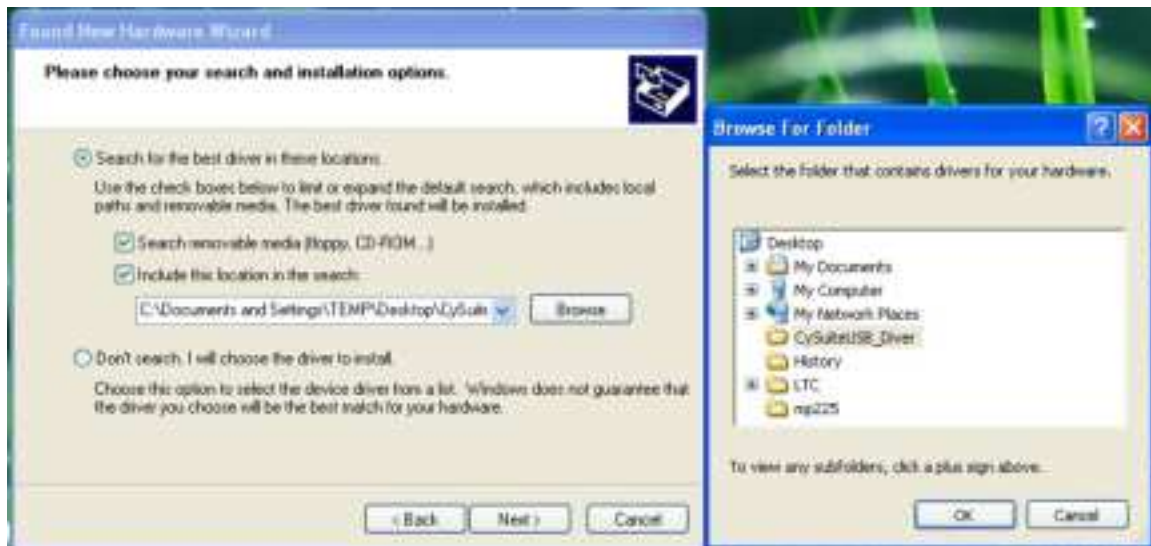 Found New Hardware Wizard
Please choose your search and installation options.
Search for the best driver in these locations.
Use the check boxes below to limit or expand the default search, which includes local
paths and removable media. The best driver found will be installed.
Search removable media (floppy, CD-ROM...)
Include this location in the search:
C:\Documents and Settings\TEMP\Desktop\CySuite
Browse
Don't search. I will choose the driver to install.
Choose this option to select the device driver from a list. Windows does not guarantee that
the driver you choose will be the best match for your hardware.
< Back
Next >
Cancel
Browse For Folder
Select the folder that contains drivers for your hardware.
Desktop
My Documents
My Computer
My Network Places
CySuiteUSB_Diver
History
LTC
mp225
To view any subfolders, click a plus sign above.
OK
Cancel